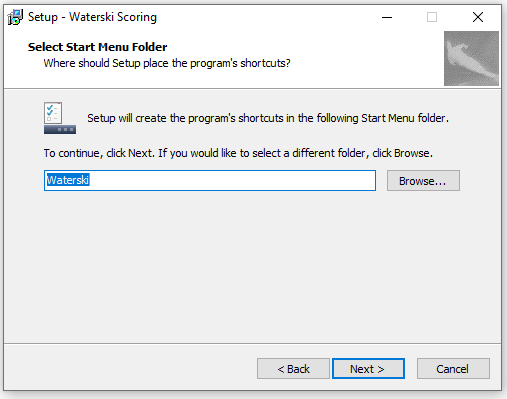 Setup - Waterski Scoring
Select Start Menu Folder
Where should Setup place the program's shortcuts?
Setup will create the program's shortcuts in the following Start Menu folder.
To continue, click Next. If you would like to select a different folder, click Browse.
Waterski
Browse...
< Back
Next >
Cancel